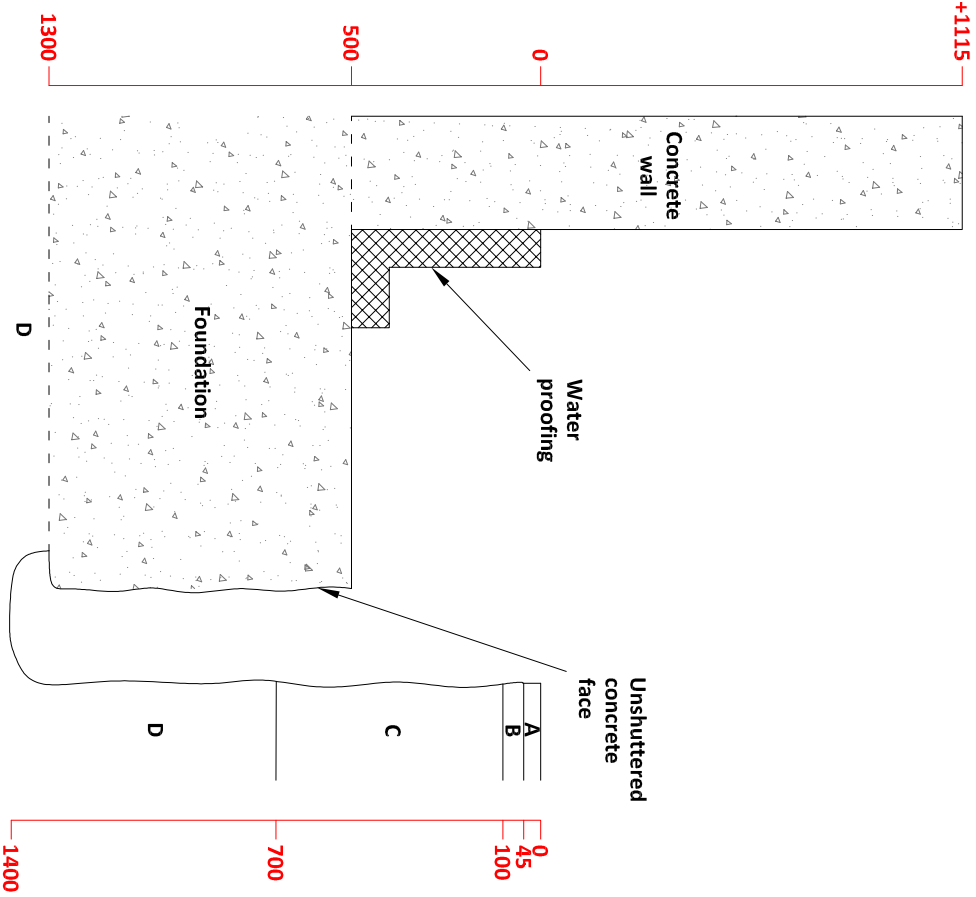 +1115
0
500
1300
Concrete
wall
Water
proofing
Foundation
Unshuttered
concrete
face
A
B
C
D
D
0
45
100
700
1400